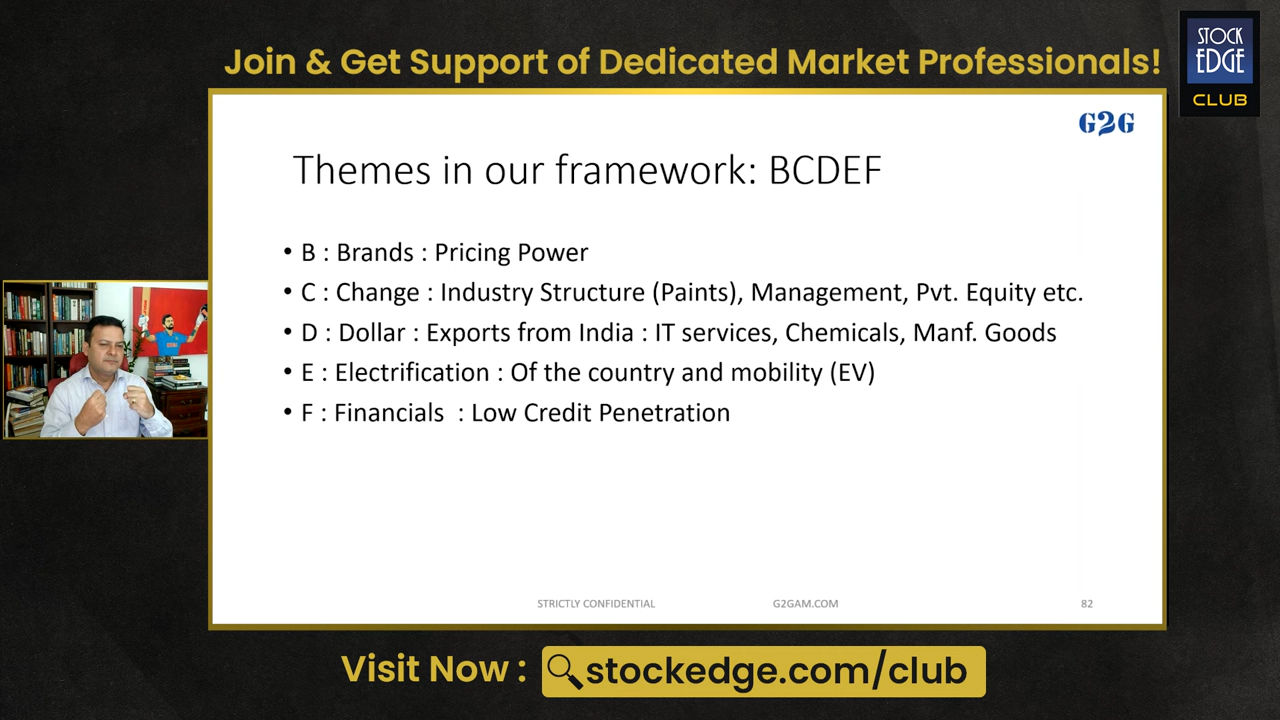 Join & Get Support of Dedicated Market Professionals!
STOCK
EDGE
CLUB
G2G
Themes in our framework: BCDEF
• B : Brands : Pricing Power
• C : Change : Industry Structure (Paints), Management, Pvt. Equity etc.
• D : Dollar : Exports from India : IT services, Chemicals, Manf. Goods
• E : Electrification : Of the country and mobility (EV)
• F : Financials : Low Credit Penetration
STRICTLY CONFIDENTIAL G2GAM.COM 82
Visit Now : stockedge.com/club